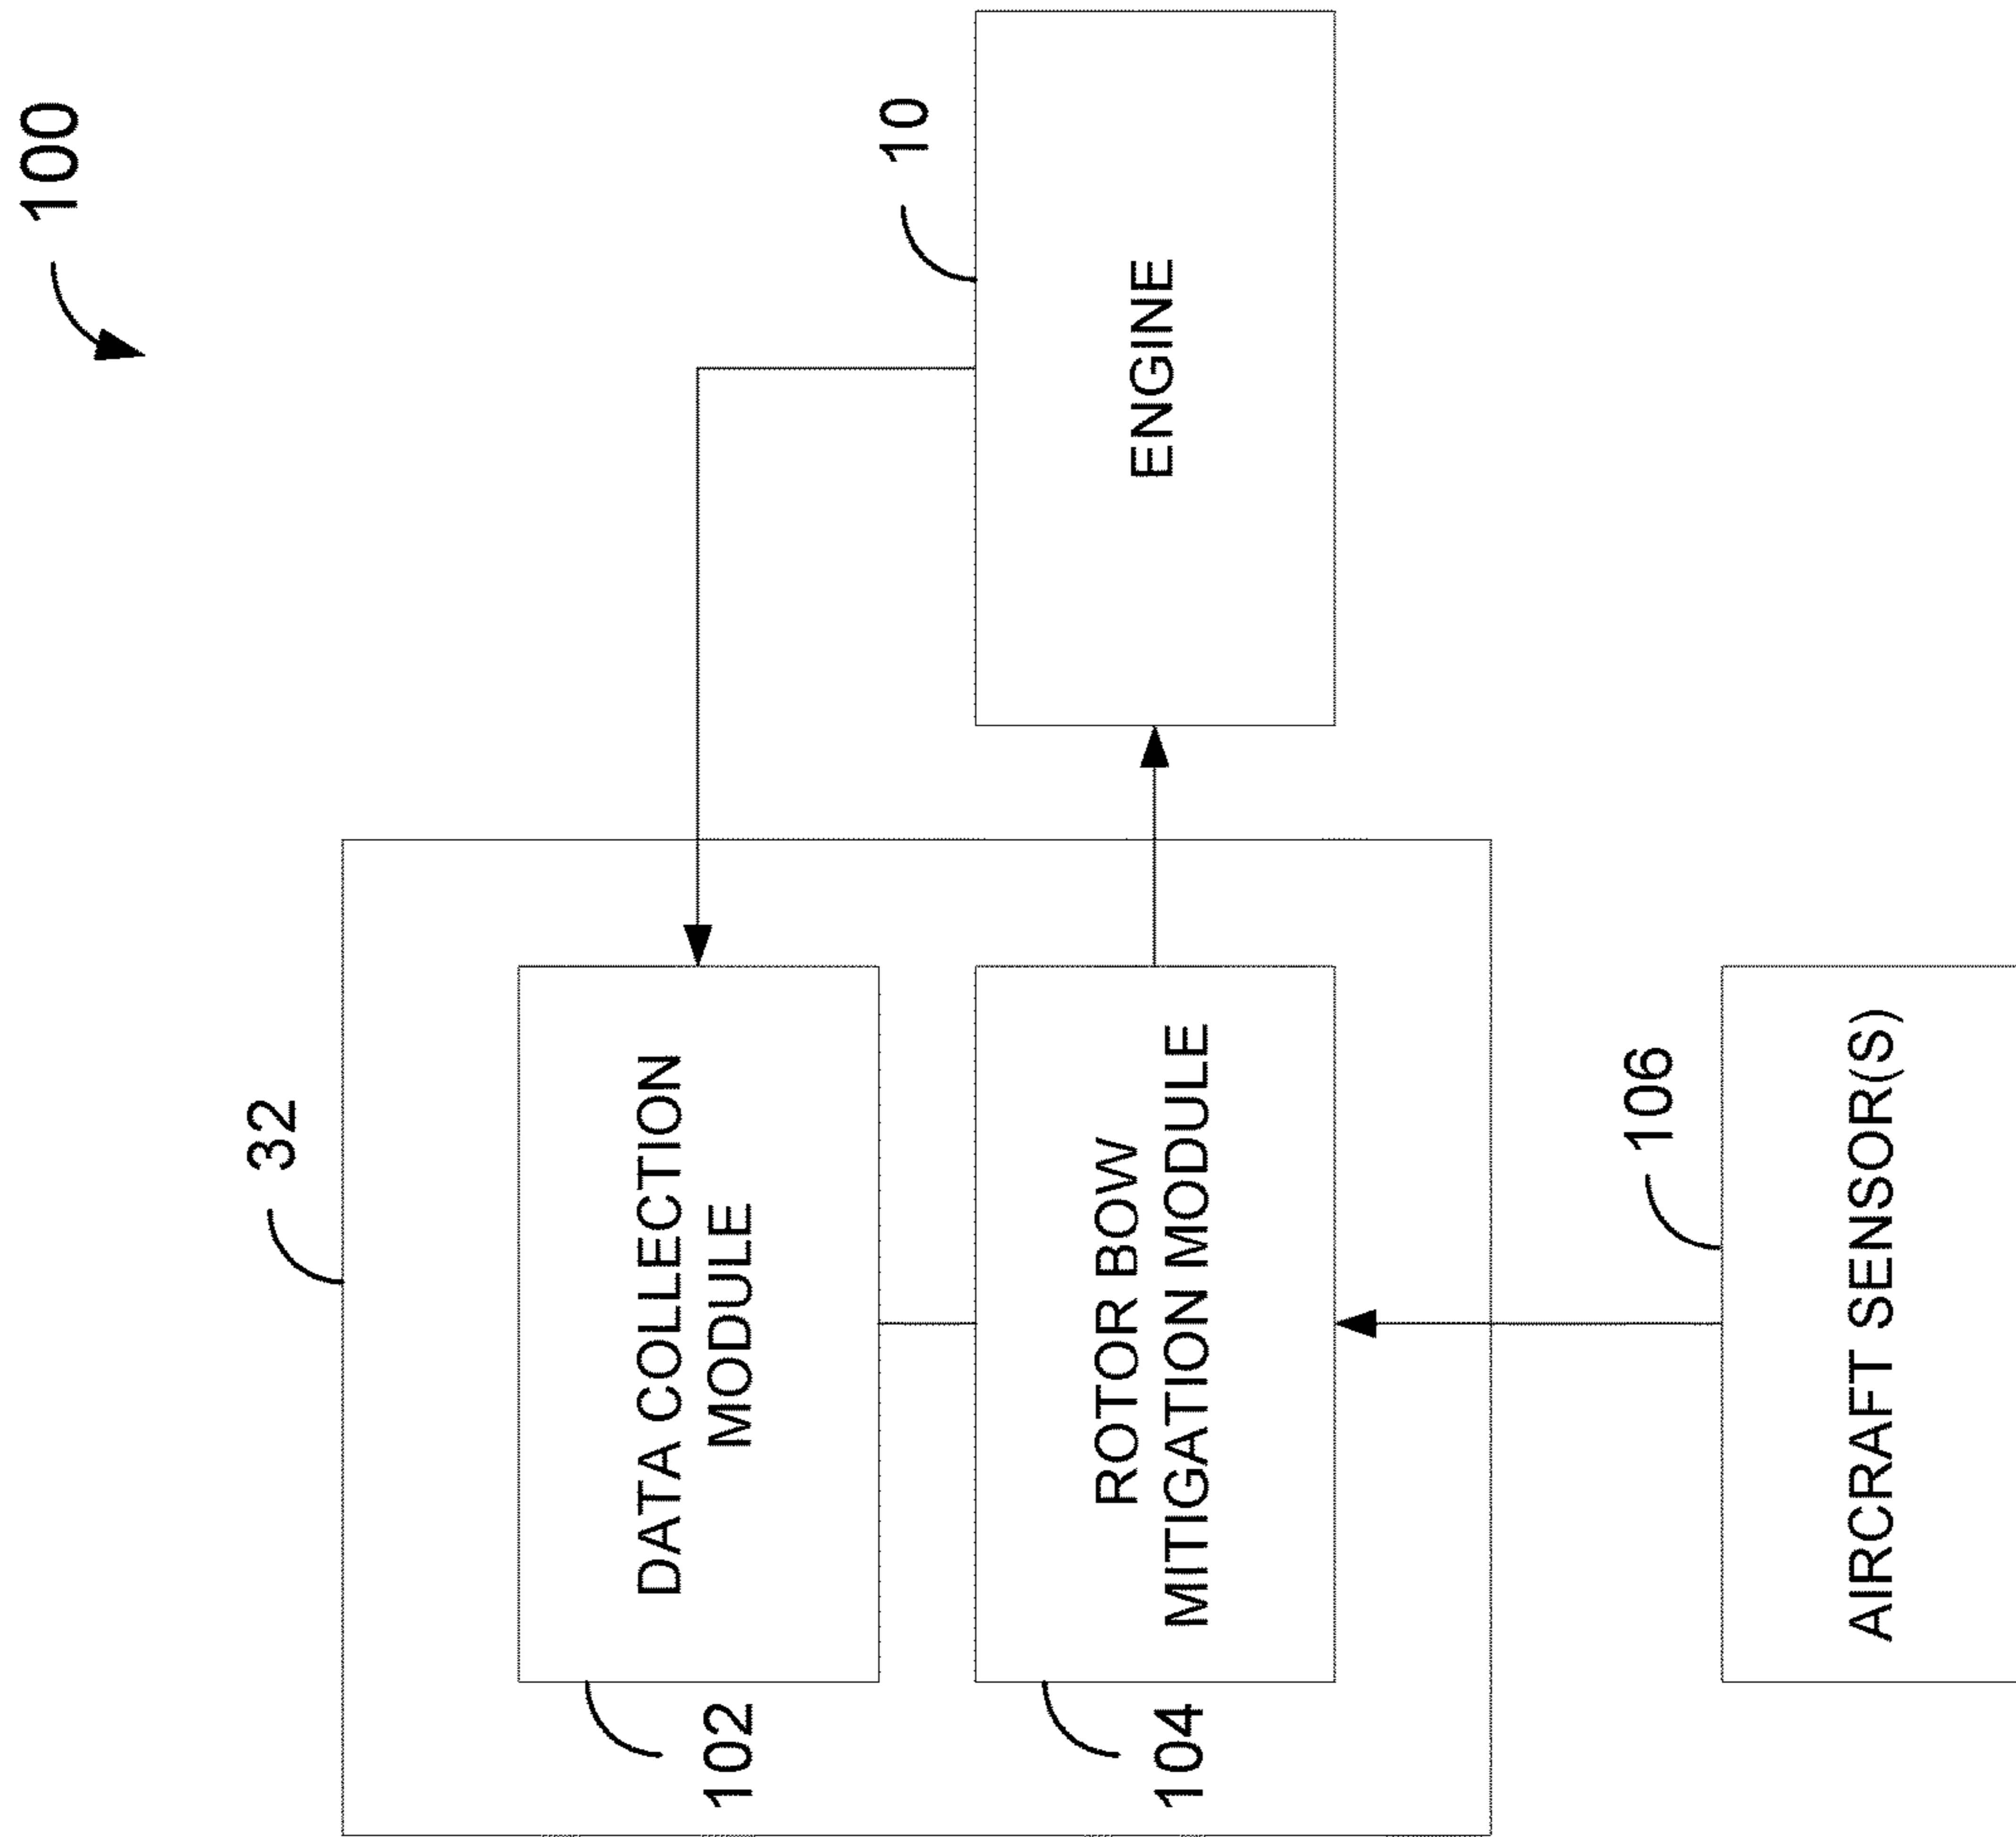 100
32
10
DATA COLLECTION
MODULE
102
ENGINE
ROTOR BOW
MITIGATION MODULE
104
106
AIRCRAFT SENSOR(S)